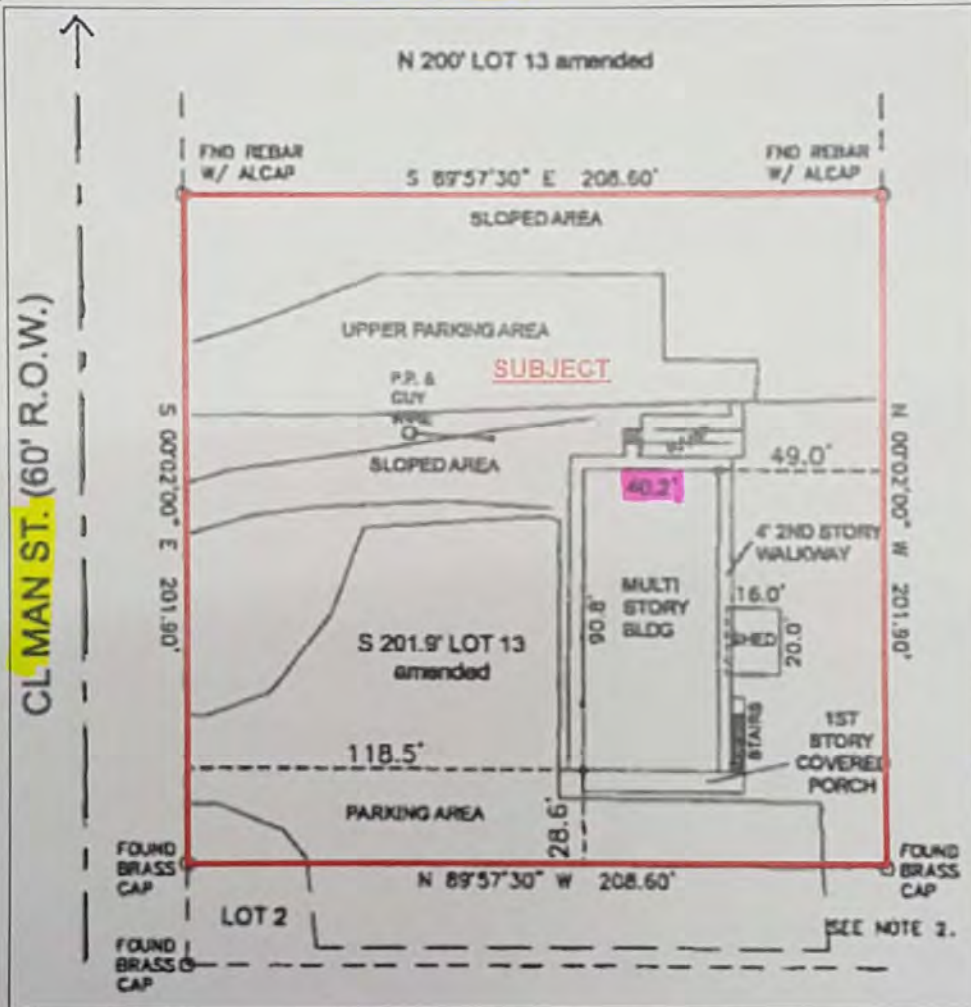 N 200' LOT 13 amended
FND REBAR
W/ ALCAP
S 89°57'30" E 208.60'
FND REBAR
W/ ALCAP
SLOPED AREA
UPPER PARKING AREA
SUBJECT
P.P. &
GUY
WIRE
SLOPED AREA
49.0'
40.2'
CL MAN ST. (60' R.O.W.)
S 00°02'00" E 201.90'
N 00°02'00" W 201.90'
4' 2ND STORY
WALKWAY
MULTI
STORY
BLDG
90.8'
16.0'
SHED
20.0'
S 201.9' LOT 13
amended
STAIRS
1ST
STORY
COVERED
PORCH
118.5'
28.6'
PARKING AREA
FOUND
BRASS
CAP
N 89°57'30" W 208.60'
FOUND
BRASS
CAP
LOT 2
SEE NOTE 2.
FOUND
BRASS
CAP